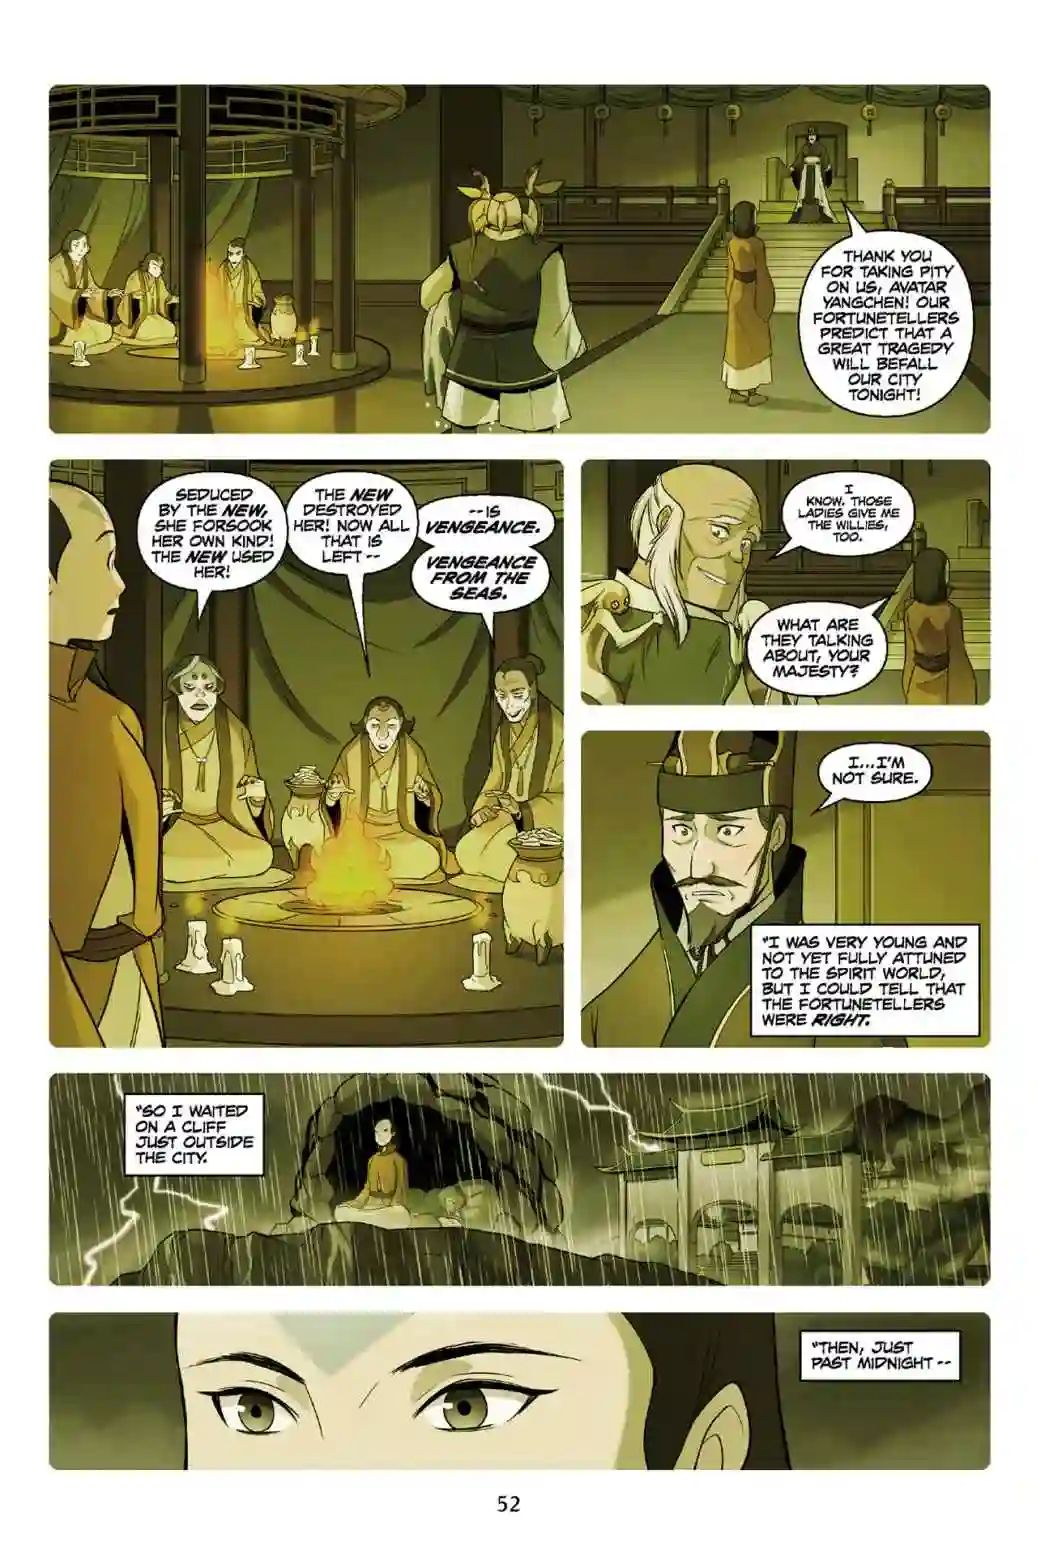 THANK YOU
FOR TAKING PITY
ON US, AVATAR
YANGCHEN! OUR
FORTUNETELLERS
PREDICT THAT A
GREAT TRAGEDY
WILL BEFALL
OUR CITY
TONIGHT!
SEDUCED
BY THE NEW,
SHE FORSOOK
HER OWN KIND!
THE NEW USED
HER!
THE NEW
DESTROYED
HER! NOW ALL
THAT IS
LEFT --
--IS
VENGEANCE.
VENGEANCE
FROM THE
SEAS.
I
KNOW. THOSE
LADIES GIVE ME
THE WILLIES,
TOO.
WHAT ARE
THEY TALKING
ABOUT, YOUR
MAJESTY?
I...I'M
NOT SURE.
"I WAS VERY YOUNG AND
NOT YET FULLY ATTUNED
TO THE SPIRIT WORLD,
BUT I COULD TELL THAT
THE FORTUNETELLERS
WERE RIGHT.
"SO I WAITED
ON A CLIFF
JUST OUTSIDE
THE CITY.
"THEN, JUST
PAST MIDNIGHT --
52